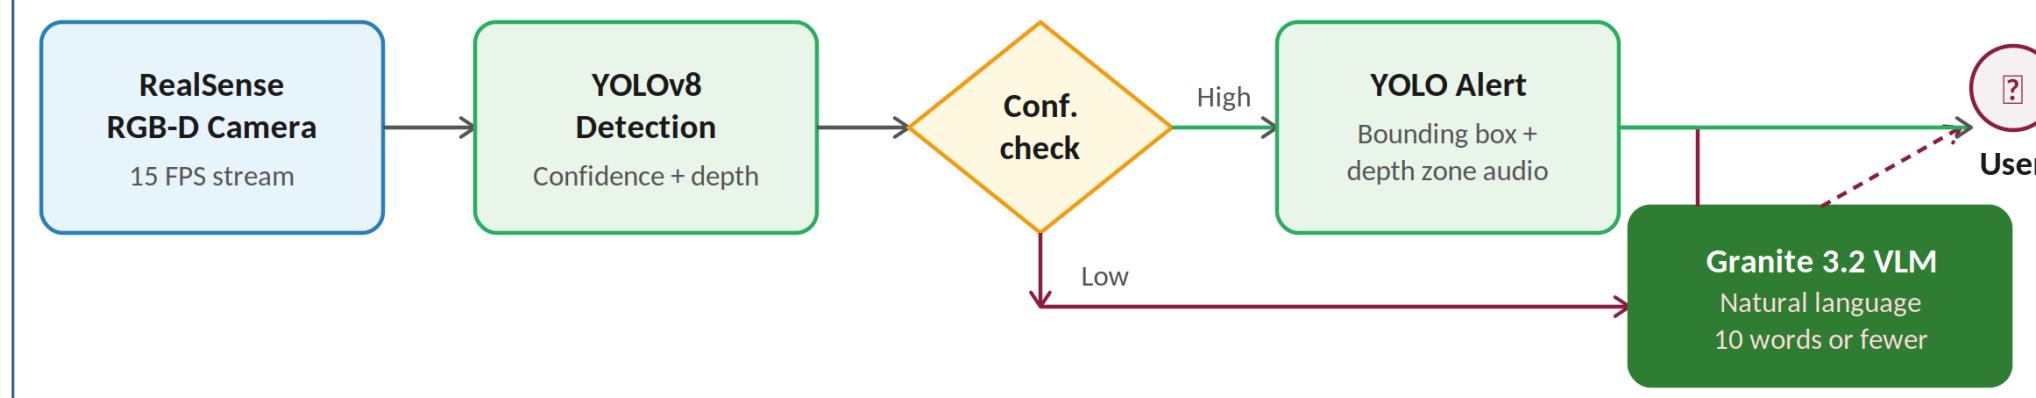 RealSense
RGB-D Camera
15 FPS stream
YOLOv8
Detection
Confidence + depth
Conf.
check
High
YOLO Alert
Bounding box +
depth zone audio
User
Low
Granite 3.2 VLM
Natural language
10 words or fewer